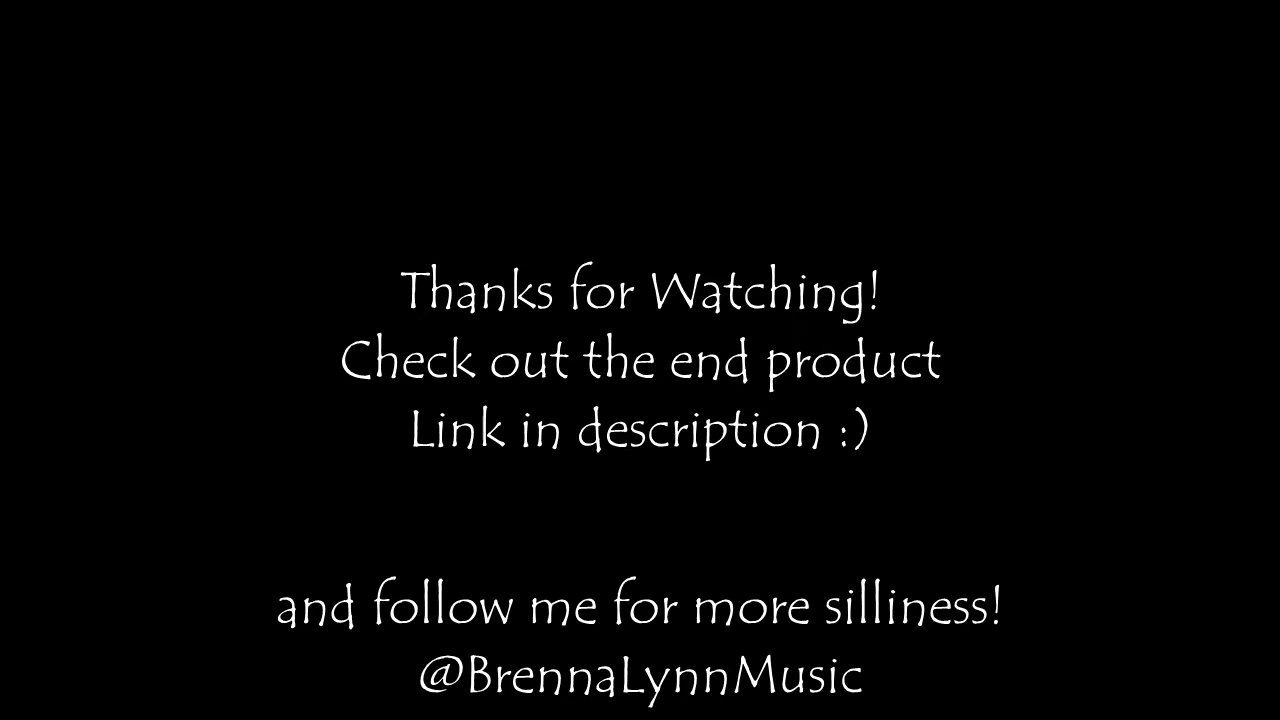 Thanks for Watching!
Check out the end product
Link in description :)
and follow me for more silliness!
@BrennaLynnMusic